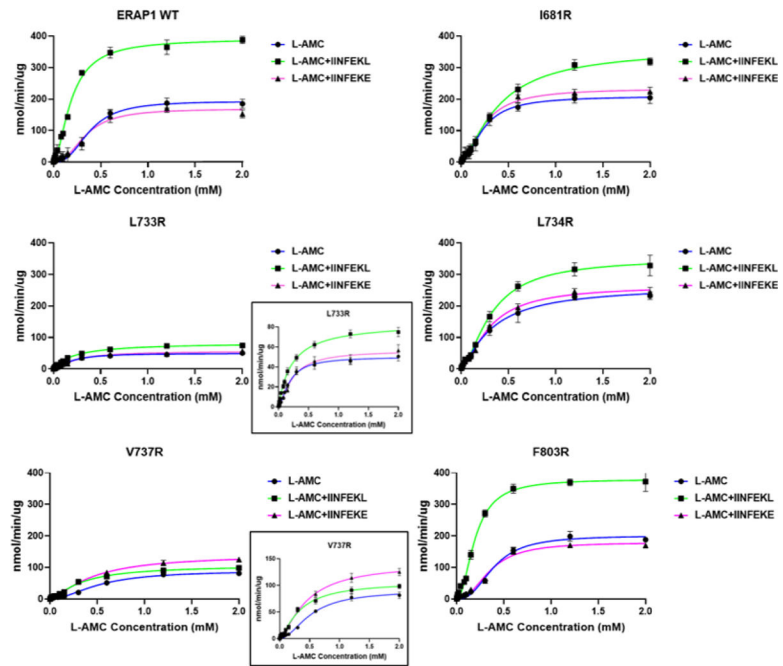 ERAP1 WT
nmol/min/ug
400
300
200
100
0
0.0 0.5 1.0 1.5 2.0
L-AMC Concentration (mM)
L-AMC
L-AMC+IINFEKL
L-AMC+IINFEKE
I681R
nmol/min/ug
400
300
200
100
0
0.0 0.5 1.0 1.5 2.0
L-AMC Concentration (mM)
L-AMC
L-AMC+IINFEKL
L-AMC+IINFEKE
L733R
nmol/min/ug
400
300
200
100
0
0.0 0.5 1.0 1.5 2.0
L-AMC Concentration (mM)
L-AMC
L-AMC+IINFEKL
L-AMC+IINFEKE
L733R
nmol/min/ug
80
60
40
20
0
0.0 0.5 1.0 1.5 2.0
L-AMC Concentration (mM)
L734R
nmol/min/ug
400
300
200
100
0
0.0 0.5 1.0 1.5 2.0
L-AMC Concentration (mM)
L-AMC
L-AMC+IINFEKL
L-AMC+IINFEKE
V737R
nmol/min/ug
400
300
200
100
0
0.0 0.5 1.0 1.5 2.0
L-AMC Concentration (mM)
L-AMC
L-AMC+IINFEKL
L-AMC+IINFEKE
V737R
nmol/min/ug
150
100
50
0
0.0 0.5 1.0 1.5 2.0
L-AMC Concentration (mM)
F803R
nmol/min/ug
400
300
200
100
0
0.0 0.5 1.0 1.5 2.0
L-AMC Concentration (mM)
L-AMC
L-AMC+IINFEKL
L-AMC+IINFEKE